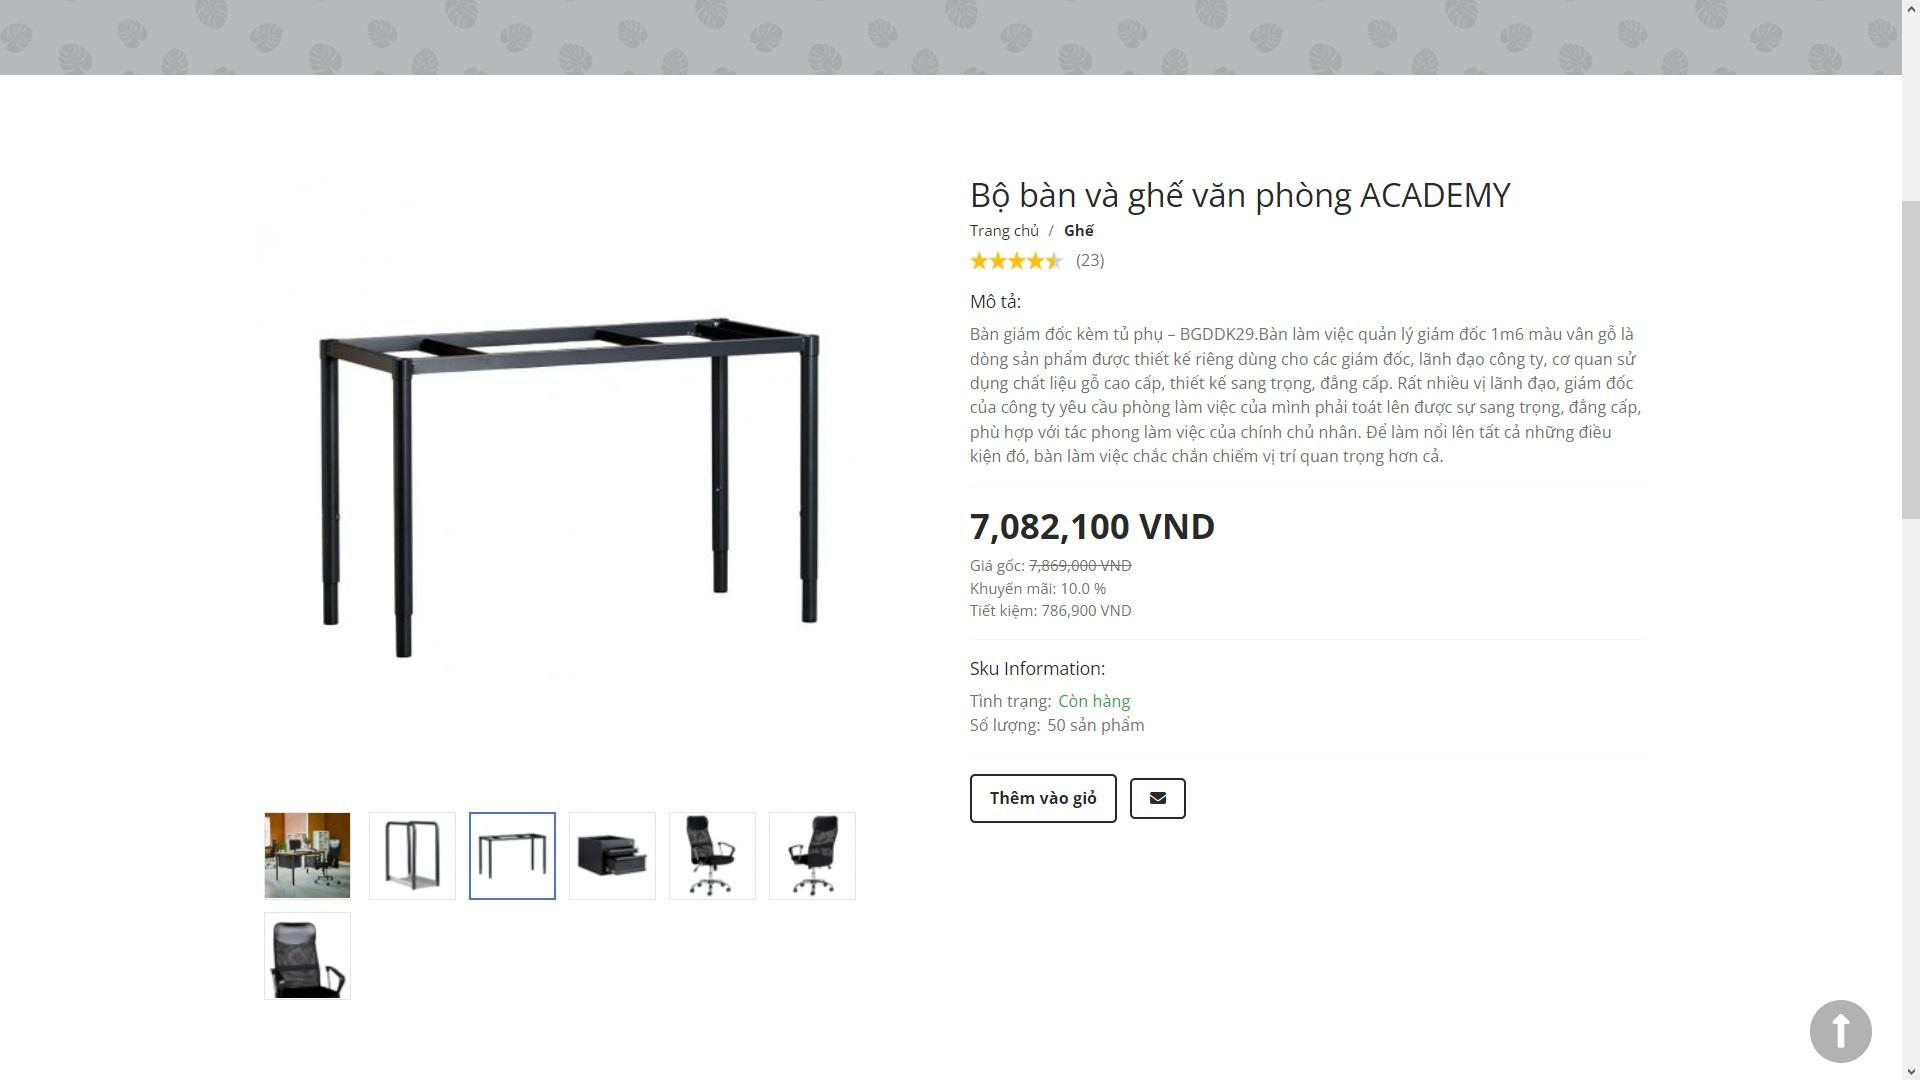 Bộ bàn và ghế văn phòng ACADEMY
Trang chủ / Ghế
(23)
Mô tả:
Bàn giám đốc kèm tủ phụ – BGDDK29.Bàn làm việc quản lý giám đốc 1m6 màu vân gỗ là
dòng sản phẩm được thiết kế riêng dùng cho các giám đốc, lãnh đạo công ty, cơ quan sử
dụng chất liệu gỗ cao cấp, thiết kế sang trọng, đẳng cấp. Rất nhiều vị lãnh đạo, giám đốc
của công ty yêu cầu phòng làm việc của mình phải toát lên được sự sang trọng, đẳng cấp,
phù hợp với tác phong làm việc của chính chủ nhân. Để làm nổi lên tất cả những điều
kiện đó, bàn làm việc chắc chắn chiếm vị trí quan trọng hơn cả.
7,082,100 VND
Giá gốc: 7,869,000 VND
Khuyến mãi: 10.0 %
Tiết kiệm: 786,900 VND
Sku Information:
Tình trạng: Còn hàng
Số lượng: 50 sản phẩm
Thêm vào giỏ